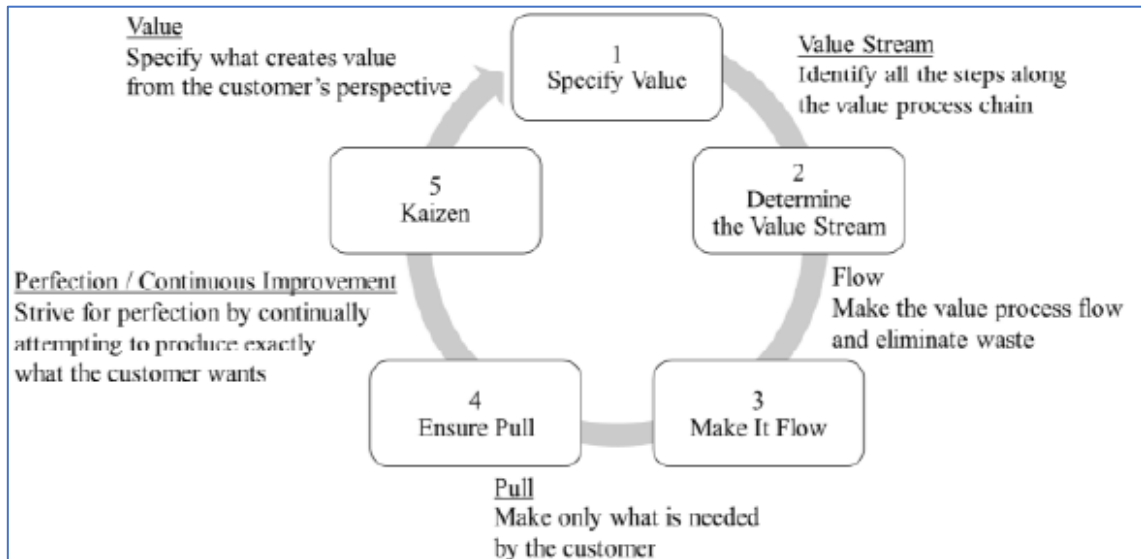 Value
Specify what creates value
from the customer's perspective
1
Specify Value
Value Stream
Identify all the steps along
the value process chain
2
Determine
the Value Stream
Flow
Make the value process flow
and eliminate waste
3
Make It Flow
Pull
Make only what is needed
by the customer
4
Ensure Pull
Perfection / Continuous Improvement
Strive for perfection by continually
attempting to produce exactly
what the customer wants
5
Kaizen